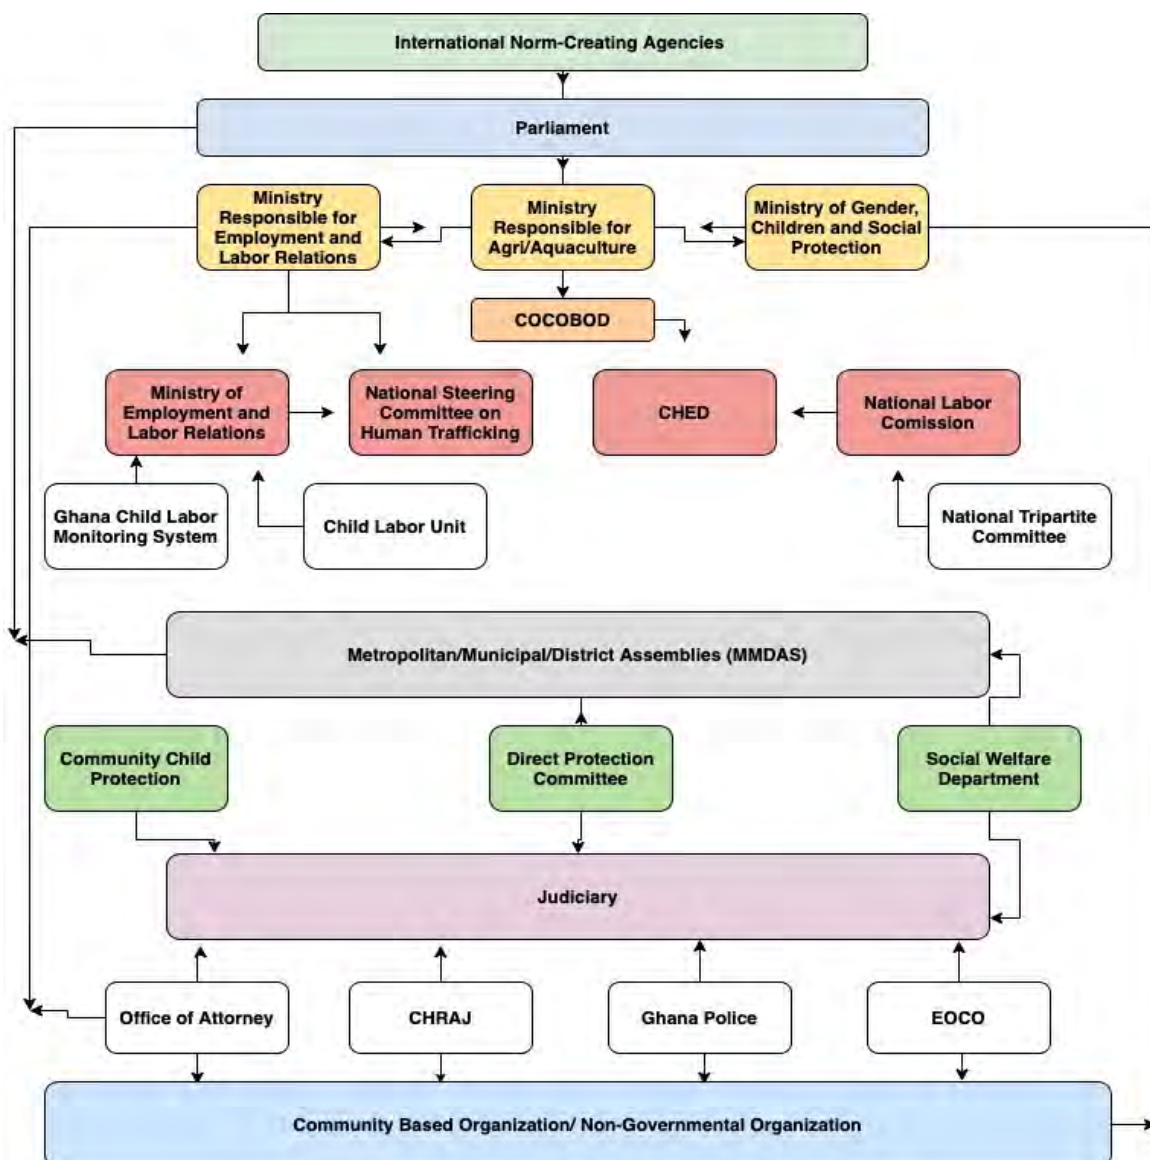 International Norm-Creating Agencies
Parliament
Ministry
Responsible for
Employment and
Labor Relations
Ministry
Responsible for
Agri/Aquaculture
Ministry of Gender,
Children and Social
Protection
COCOBOD
Ministry of
Employment and
Labor Relations
National Steering
Committee on
Human Trafficking
CHED
National Labor
Comission
Ghana Child Labor
Monitoring System
Child Labor Unit
National Tripartite
Committee
Metropolitan/Municipal/District Assemblies (MMDAS)
Community Child
Protection
Direct Protection
Committee
Social Welfare
Department
Judiciary
Office of Attorney
CHRAJ
Ghana Police
EOCO
Community Based Organization/ Non-Governmental Organization